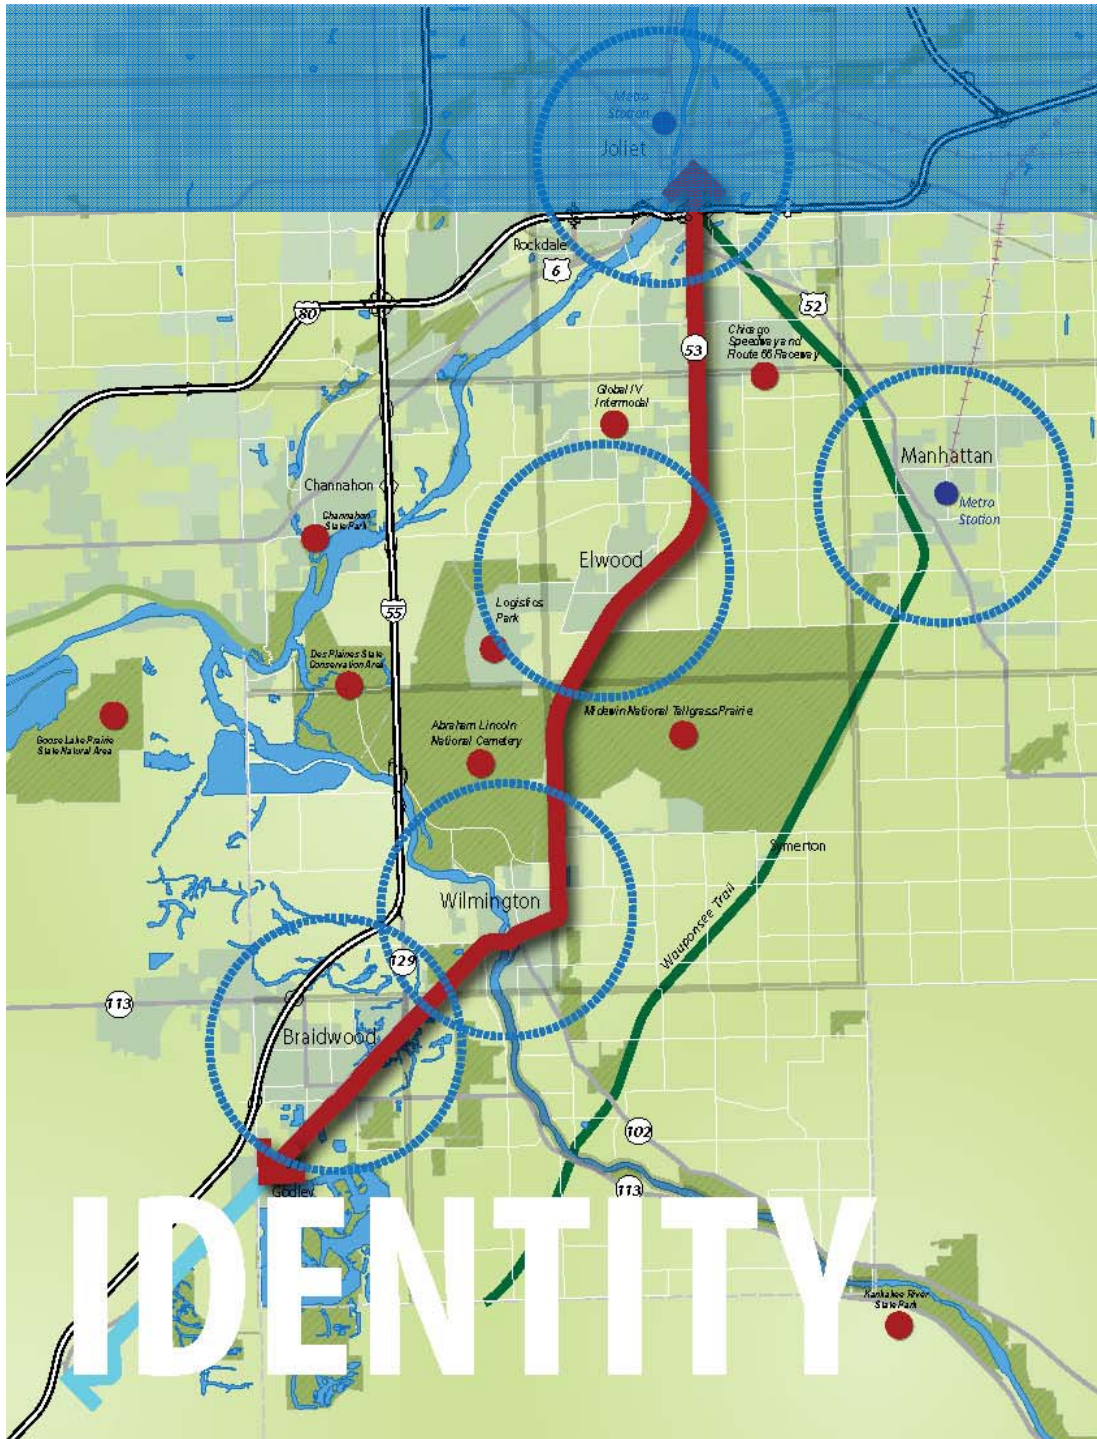 Metra
Station
Joliet
Rockdale
6
80
52
53
Chicago
Speedway and
Route 66 Raceway
Global IV
Intermodal
Manhattan
Metra
Station
Channahon
Channahon
State Park
Elwood
Logistics
Park
55
Des Plaines State
Conservation Area
Goose Lake Prairie
State Natural Area
Abraham Lincoln
National Cemetery
Midewin National Tallgrass Prairie
Symerton
Wilmington
Wauponsee Trail
129
113
Braidwood
102
113
Godley
IDENTITY
Kankakee River
State Park